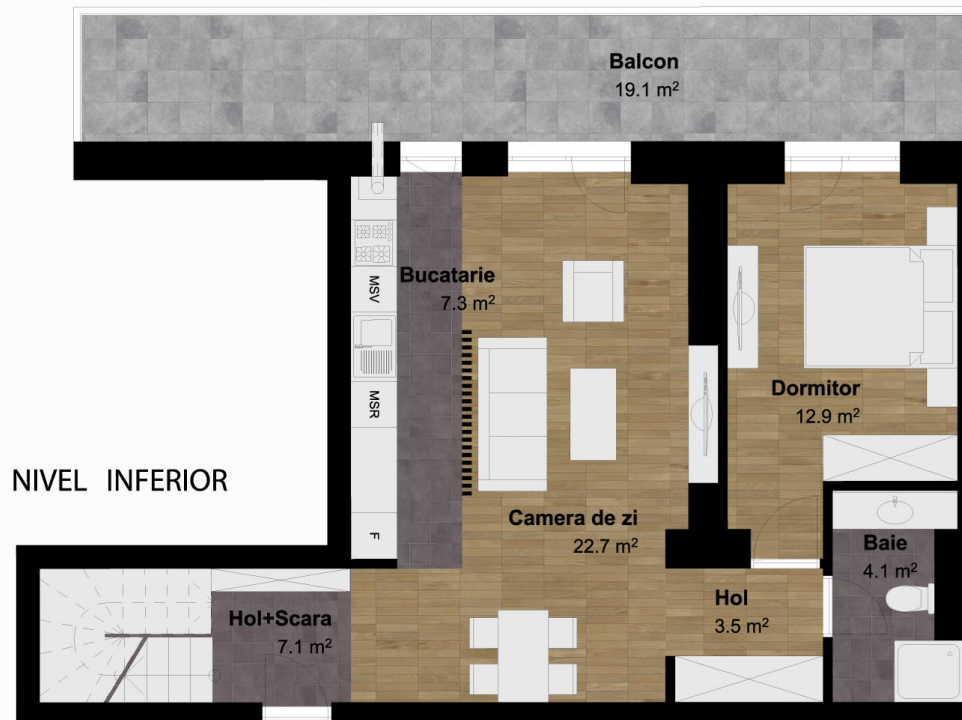 Balcon
19.1 m²
Bucatarie
7.3 m²
MSV
MSR
F
Dormitor
12.9 m²
NIVEL INFERIOR
Camera de zi
22.7 m²
Baie
4.1 m²
Hol+Scara
7.1 m²
Hol
3.5 m²